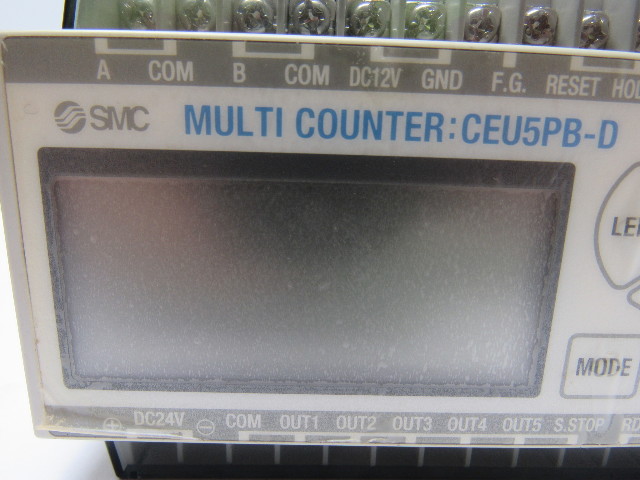 A COM B COM DC12V GND F.G. RESET
SMC MULTI COUNTER:CEU5PB-D
MODE
+ DC24V - COM OUT1 OUT2 OUT3 OUT4 OUT5 S.STOP